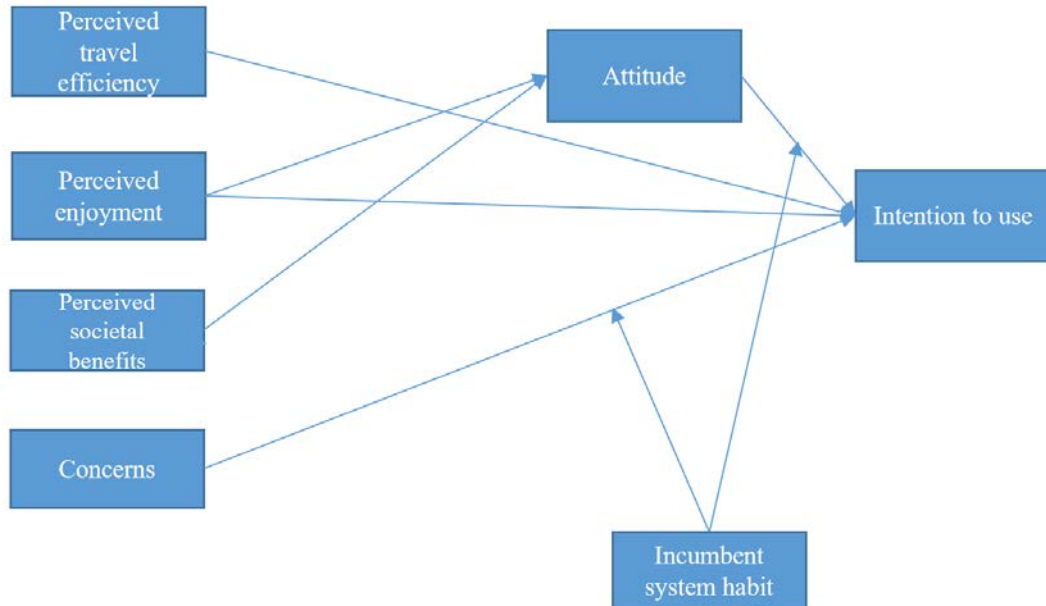 Perceived
travel
efficiency
Attitude
Perceived
enjoyment
Intention to use
Perceived
societal
benefits
Concerns
Incumbent
system habit